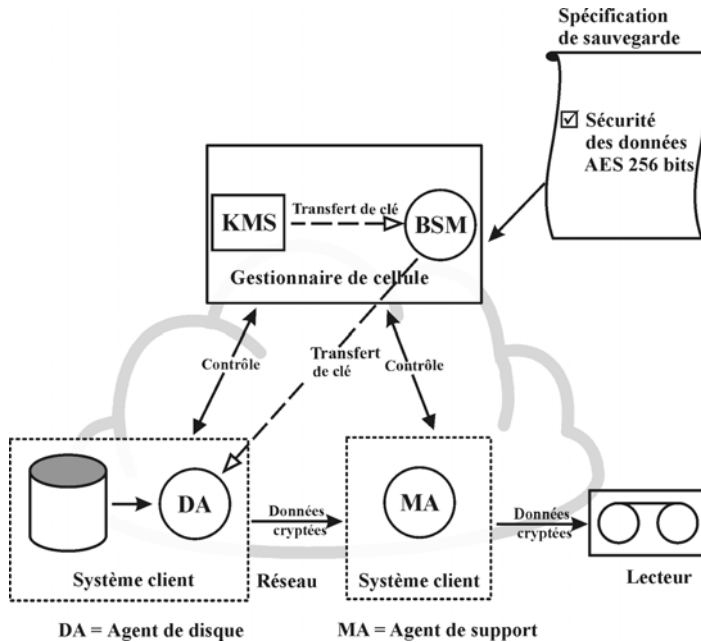 Spécification
de sauvegarde
Sécurité
des données
AES 256 bits
KMS
Transfert de clé
BSM
Gestionnaire de cellule
Contrôle
Transfert
de clé
Contrôle
DA
Données
cryptées
MA
Données
cryptées
Système client
Réseau
Système client
Lecteur
DA = Agent de disque
MA = Agent de support